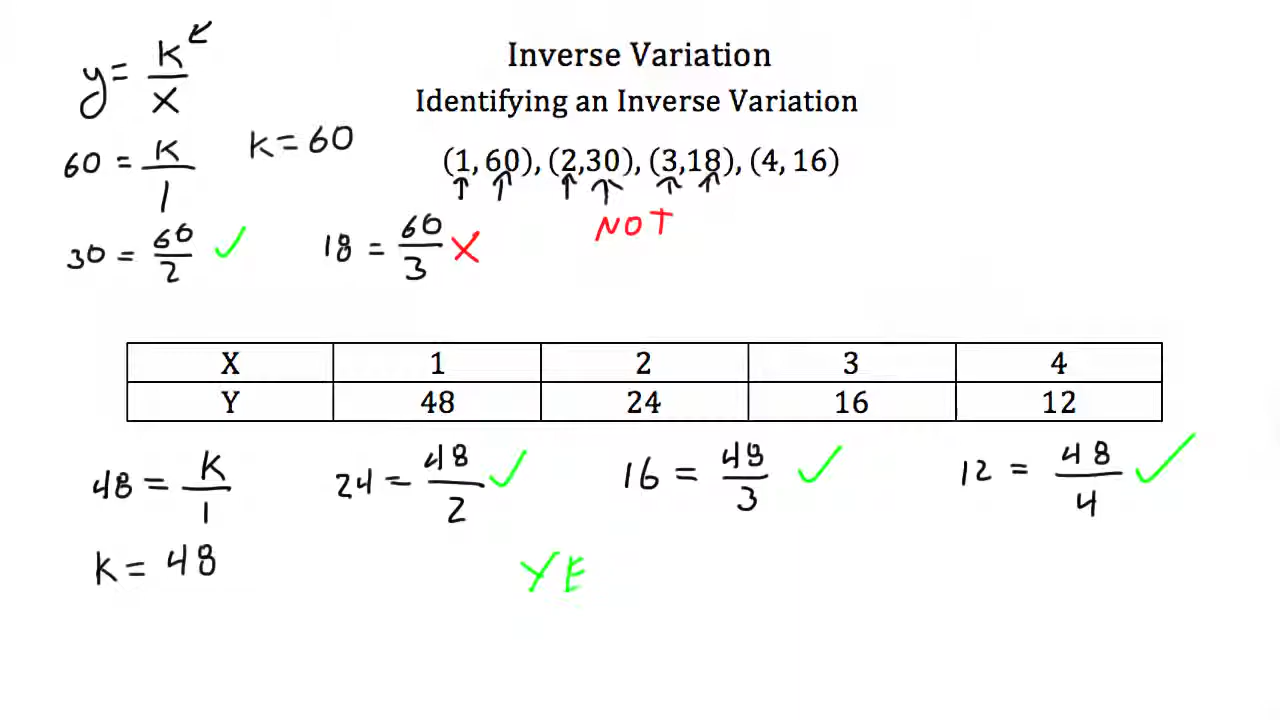 y = k/x
Inverse Variation
Identifying an Inverse Variation
60 = k/1
k = 60
(1, 60), (2,30), (3,18), (4, 16)
NOT
30 = 60/2 ✓
18 = 60/3 X
X 1 2 3 4
Y 48 24 16 12
48 = k/1
24 = 48/2 ✓
16 = 48/3 ✓
12 = 48/4 ✓
k = 48
YE